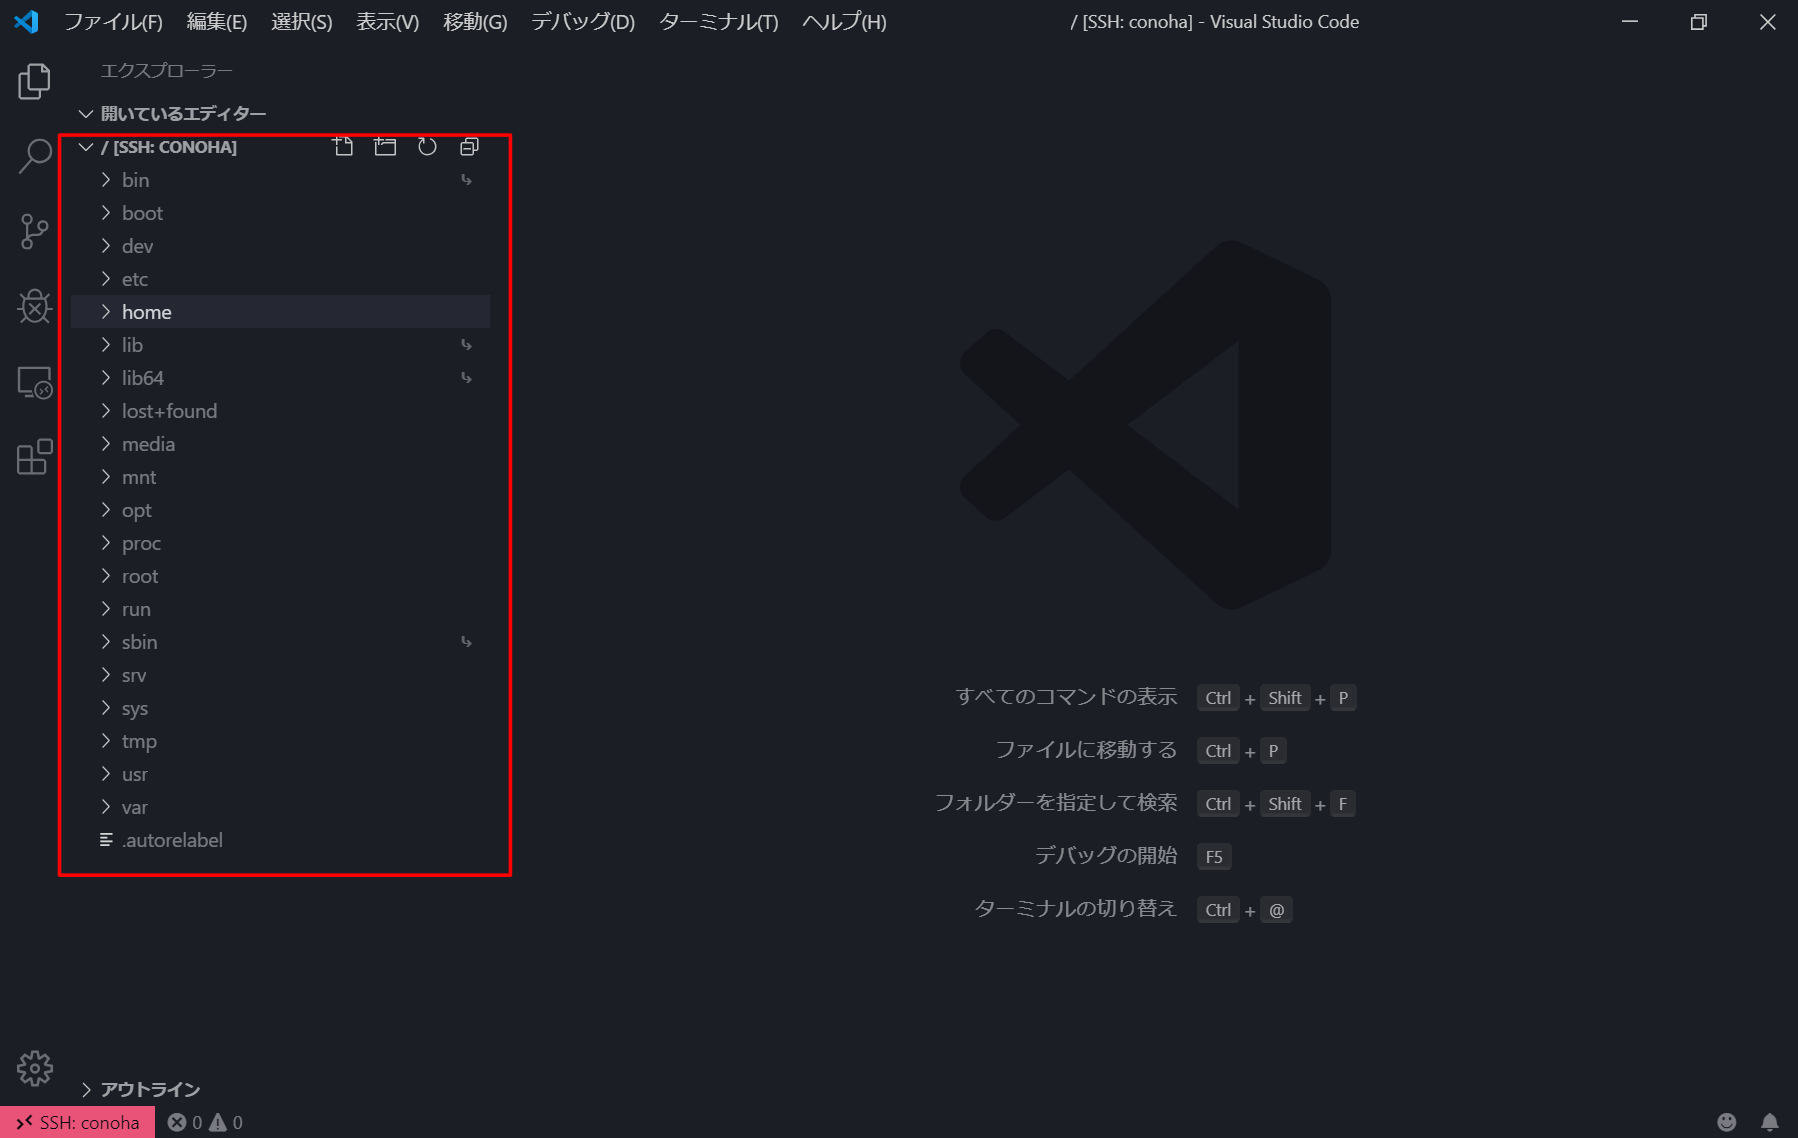 ファイル(F) 編集(E) 選択(S) 表示(V) 移動(G) デバッグ(D) ターミナル(T) ヘルプ(H) / [SSH: conoha] - Visual Studio Code
エクスプローラー
開いているエディター
/ [SSH: CONOHA]
bin
boot
dev
etc
home
lib
lib64
lost+found
media
mnt
opt
proc
root
run
sbin
srv
sys
tmp
usr
var
.autorelabel
すべてのコマンドの表示 Ctrl + Shift + P
ファイルに移動する Ctrl + P
フォルダーを指定して検索 Ctrl + Shift + F
デバッグの開始 F5
ターミナルの切り替え Ctrl + @
アウトライン
SSH: conoha 0 0